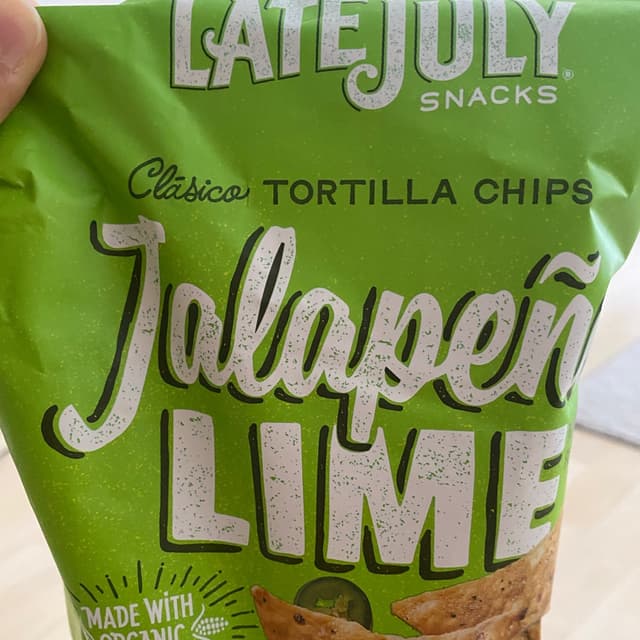 LATE JULY
SNACKS
Clásico TORTILLA CHIPS
Jalapeñ
LIME
MADE WITH
ORGANIC